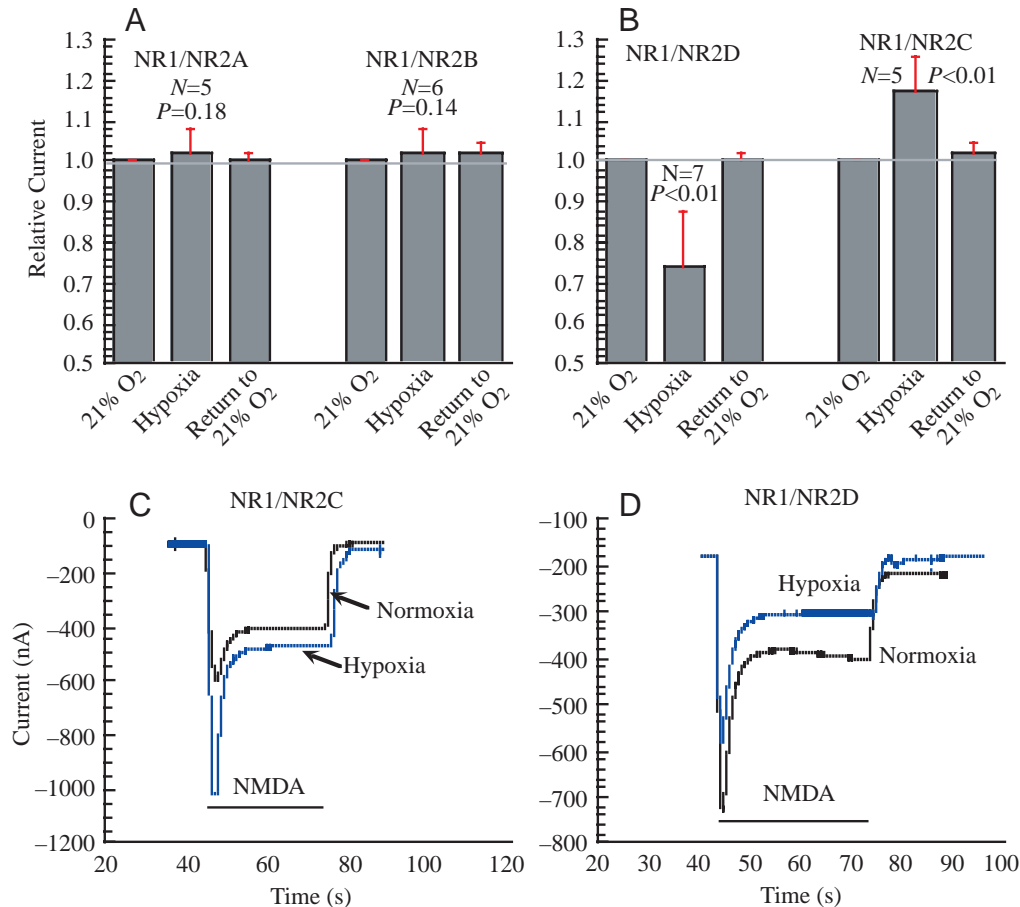 A
1.3
1.2
1.1
1.0
0.9
0.8
0.7
0.6
0.5
Relative Current
NR1/NR2A
N=5
P=0.18
NR1/NR2B
N=6
P=0.14
21% O2
Hypoxia
Return to
21% O2
21% O2
Hypoxia
Return to
21% O2
B
1.3
1.2
1.1
1.0
0.9
0.8
0.7
0.6
0.5
NR1/NR2D
N=7
P<0.01
NR1/NR2C
N=5 P<0.01
21% O2
Hypoxia
Return to
21% O2
21% O2
Hypoxia
Return to
21% O2
C
NR1/NR2C
0
–200
–400
–600
–800
–1000
–1200
Current (nA)
Normoxia
Hypoxia
NMDA
20 40 60 80 100 120
Time (s)
D
NR1/NR2D
–100
–200
–300
–400
–500
–600
–700
–800
Hypoxia
Normoxia
NMDA
20 30 40 50 60 70 80 90 100
Time (s)